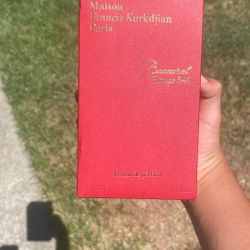 Maison
Francis Kurkdjian
Paris
Baccarat
Rouge 540